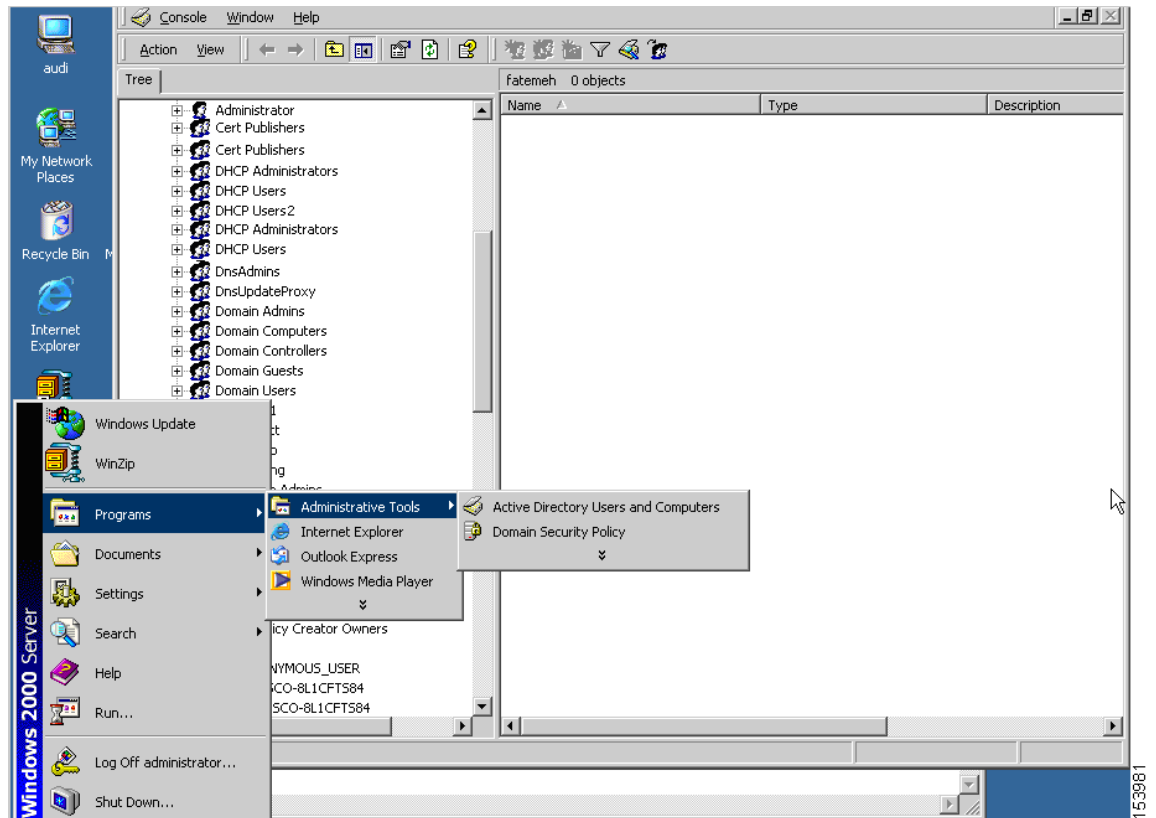 audi
My Network
Places
Recycle Bin
Internet
Explorer
Console Window Help
Action View
Tree
Administrator
Cert Publishers
Cert Publishers
DHCP Administrators
DHCP Users
DHCP Users2
DHCP Administrators
DHCP Users
DnsAdmins
DnsUpdateProxy
Domain Admins
Domain Computers
Domain Controllers
Domain Guests
Domain Users
icy Creator Owners
NYMOUS_USER
SCO-8L1CFTS84
SCO-8L1CFTS84
fatemeh 0 objects
Name Type Description
Windows 2000 Server
Windows Update
WinZip
Programs
Documents
Settings
Search
Help
Run...
Log Off administrator...
Shut Down...
Administrative Tools
Internet Explorer
Outlook Express
Windows Media Player
Active Directory Users and Computers
Domain Security Policy
153981